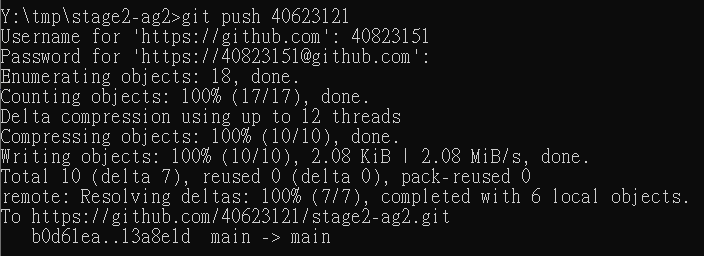 Y:\tmp\stage2-ag2>git push 40623121
Username for 'https://github.com': 40823151
Password for 'https://40823151@github.com':
Enumerating objects: 18, done.
Counting objects: 100% (17/17), done.
Delta compression using up to 12 threads
Compressing objects: 100% (10/10), done.
Writing objects: 100% (10/10), 2.08 KiB | 2.08 MiB/s, done.
Total 10 (delta 7), reused 0 (delta 0), pack-reused 0
remote: Resolving deltas: 100% (7/7), completed with 6 local objects.
To https://github.com/40623121/stage2-ag2.git
   b0d61ea..13a8e1d  main -> main